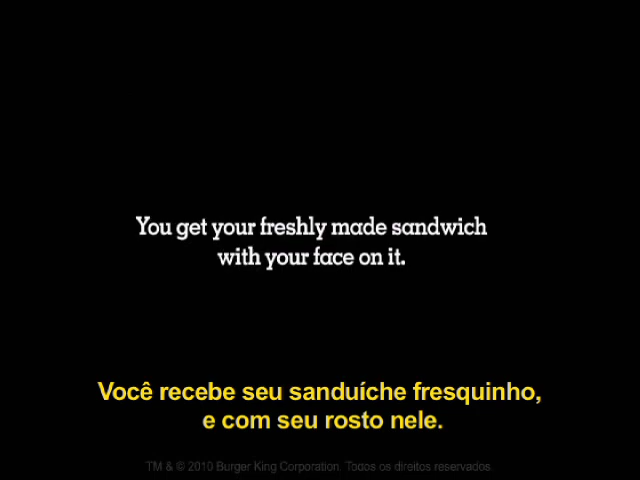 You get your freshly made sandwich
with your face on it.
Você recebe seu sanduíche fresquinho,
e com seu rosto nele.
TM & © 2010 Burger King Corporation. Todos os direitos reservados.